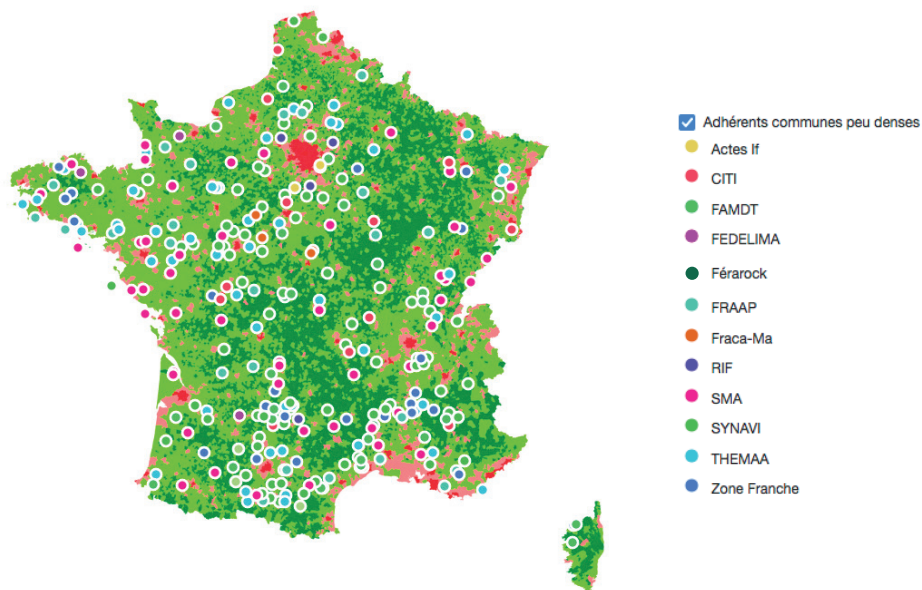 Adhérents communes peu denses
Actes If
CITI
FAMDT
FEDELIMA
Férarock
FRAAP
Fraca-Ma
RIF
SMA
SYNAVI
THEMAA
Zone Franche